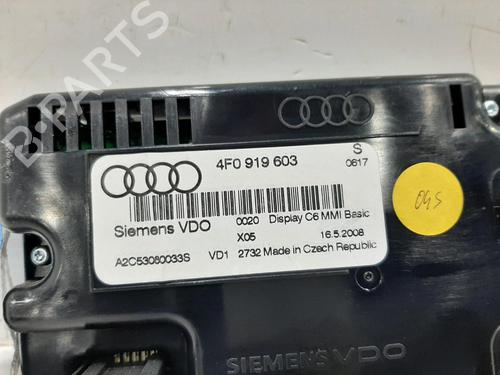 B-PARTS
4F0 919 603
S
0617
Siemens VDO
0020 Display C6 MMI Basic
X05 16.5.2008
A2C53080033S VD1 2732 Made in Czech Republic
04S
SIEMENS VDO